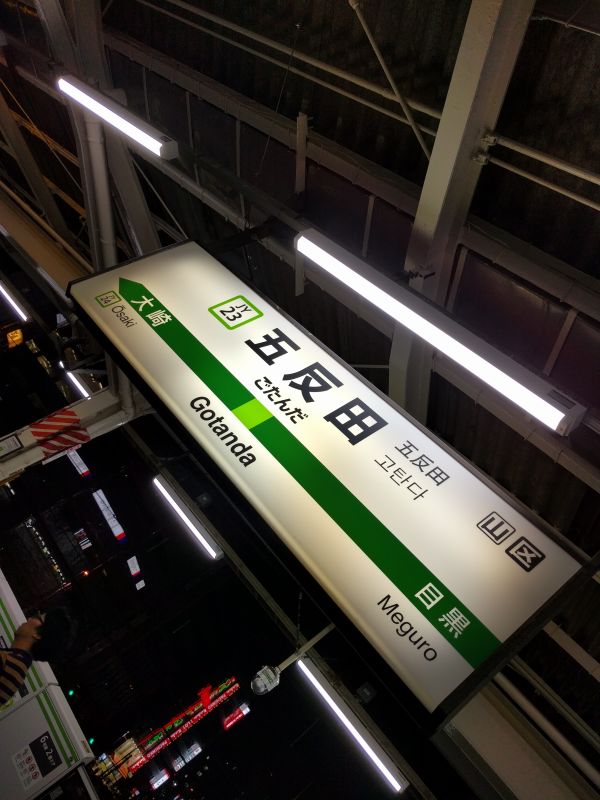 JY
23
五反田
ごたんだ
五反田
고탄다
山 区
大崎
目黒
JY
24
Ōsaki
Gotanda
Meguro